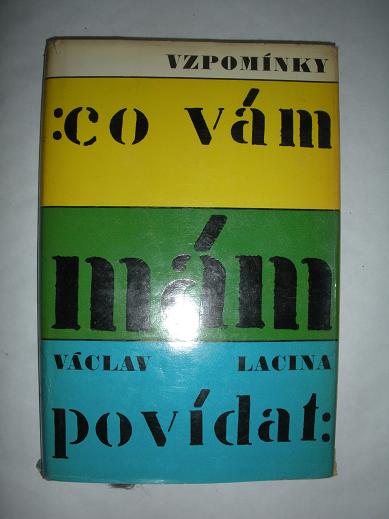 VZPOMÍNKY
:co vám
mám
VÁCLAV LACINA
povídat: